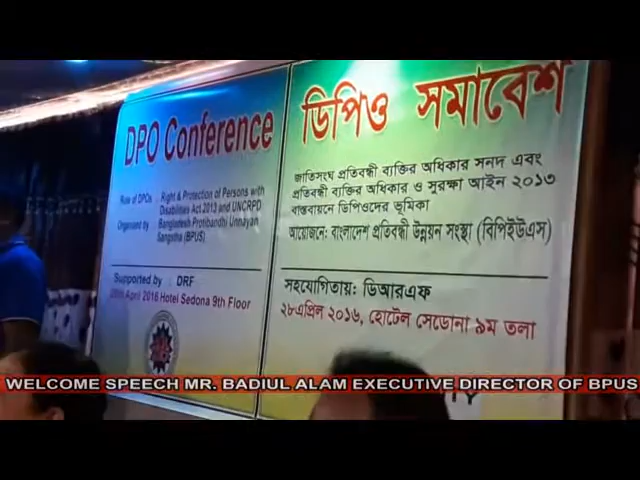 DPO Conference
Role of DPOs : Right & Protection of Persons with
Disabilities Act 2013 and UNCRPD
Organized by : Bangladesh Protibandhi Unnayan
Sangstha (BPUS)
Supported by : DRF
28th April 2016 Hotel Sedona 9th Floor
ডিপিও সমাবেশ
জাতিসংঘ প্রতিবন্ধী ব্যক্তির অধিকার সনদ এবং
প্রতিবন্ধী ব্যক্তির অধিকার ও সুরক্ষা আইন ২০১৩
বাস্তবায়নে ডিপিওদের ভূমিকা
আয়োজনে: বাংলাদেশ প্রতিবন্ধী উন্নয়ন সংস্থা (বিপিইউএস)
সহযোগিতায়: ডিআরএফ
২৮এপ্রিল ২০১৬, হোটেল সেডোনা ৯ম তলা
WELCOME SPEECH MR. BADIUL ALAM EXECUTIVE DIRECTOR OF BPUS